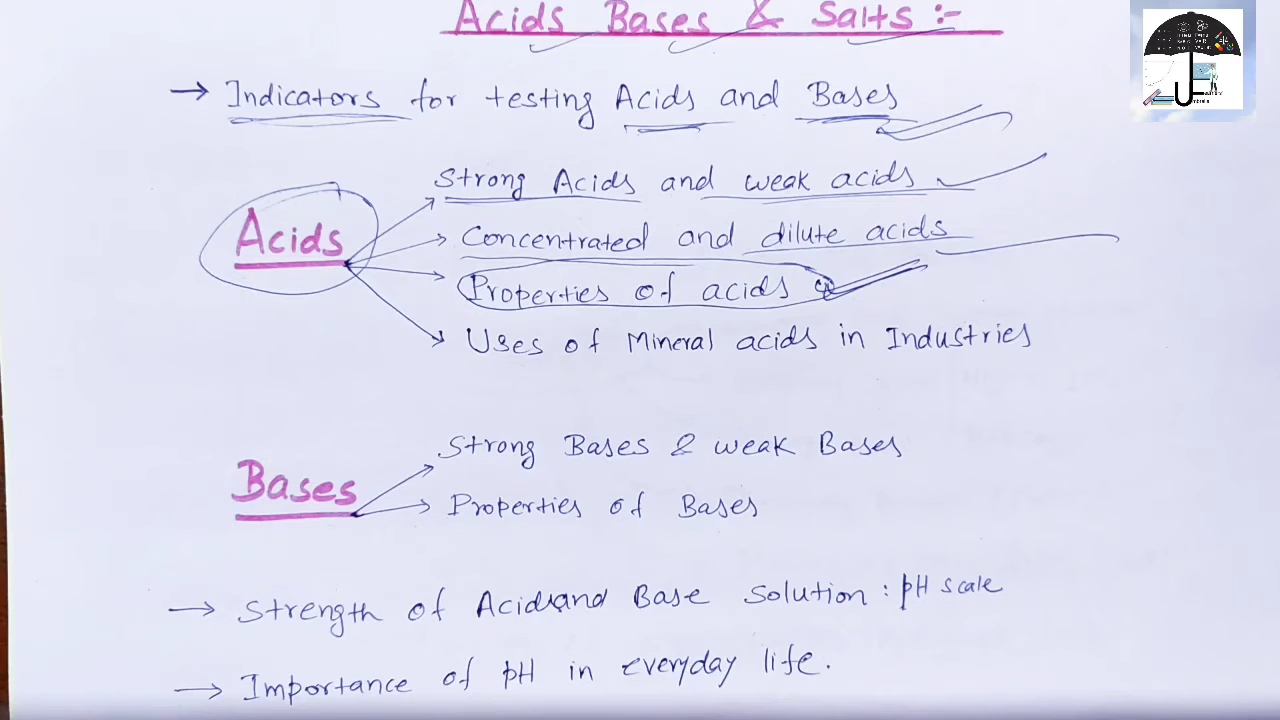 Acids Bases & Salts :-
→ Indicators for testing Acids and Bases
Strong Acids and weak acids
Acids
Concentrated and dilute acids
Properties of acids
Uses of Mineral acids in Industries
Strong Bases & weak Bases
Bases
Properties of Bases
→ Strength of Acids and Base Solution : pH scale
→ Importance of pH in everyday life.